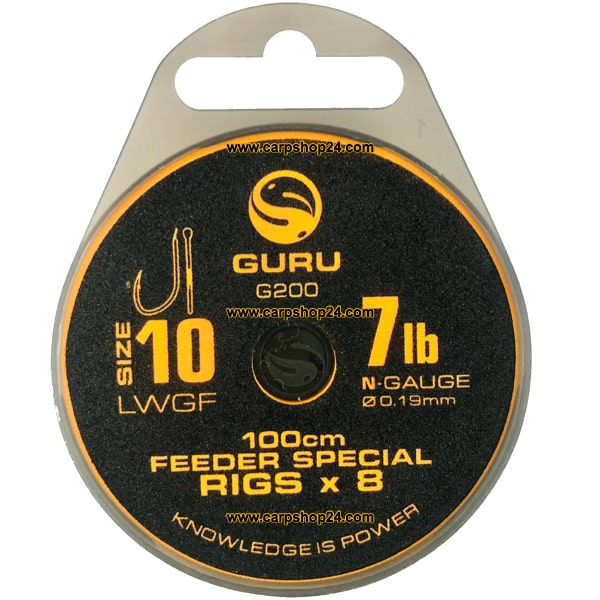 www.carpshop24.com
GURU
G200
www.carpshop24.com
SIZE 10
LWGF
7lb
N-GAUGE
Ø 0.19mm
100cm
FEEDER SPECIAL
RIGS x 8
www.carpshop24.com
KNOWLEDGE IS POWER